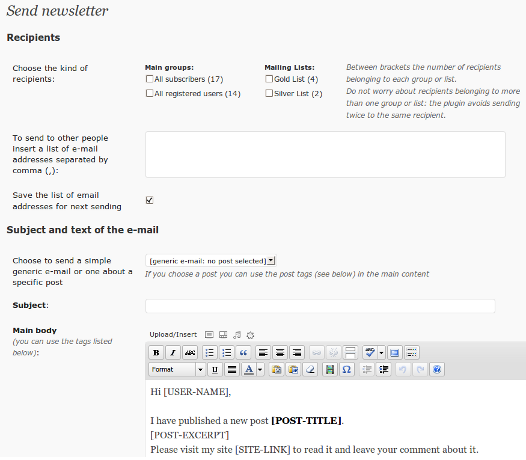 Send newsletter
Recipients
Choose the kind of
recipients:
Main groups:
All subscribers (17)
All registered users (14)
Mailing Lists:
Gold List (4)
Silver List (2)
Between brackets the number of recipients
belonging to each group or list.
Do not worry about recipients belonging to more
than one group or list: the plugin avoids sending
twice to the same recipient.
To send to other people
insert a list of e-mail
addresses separated by
comma (,):
Save the list of email
addresses for next sending
Subject and text of the e-mail
Choose to send a simple
generic e-mail or one about a
specific post
[generic e-mail: no post selected]
If you choose a post you can use the post tags (see below) in the main content
Subject:
Main body
(you can use the tags listed
below):
Upload/Insert
B I ABC
Format
U A
Hi [USER-NAME],
I have published a new post [POST-TITLE].
[POST-EXCERPT]
Please visit my site [SITE-LINK] to read it and leave your comment about it.